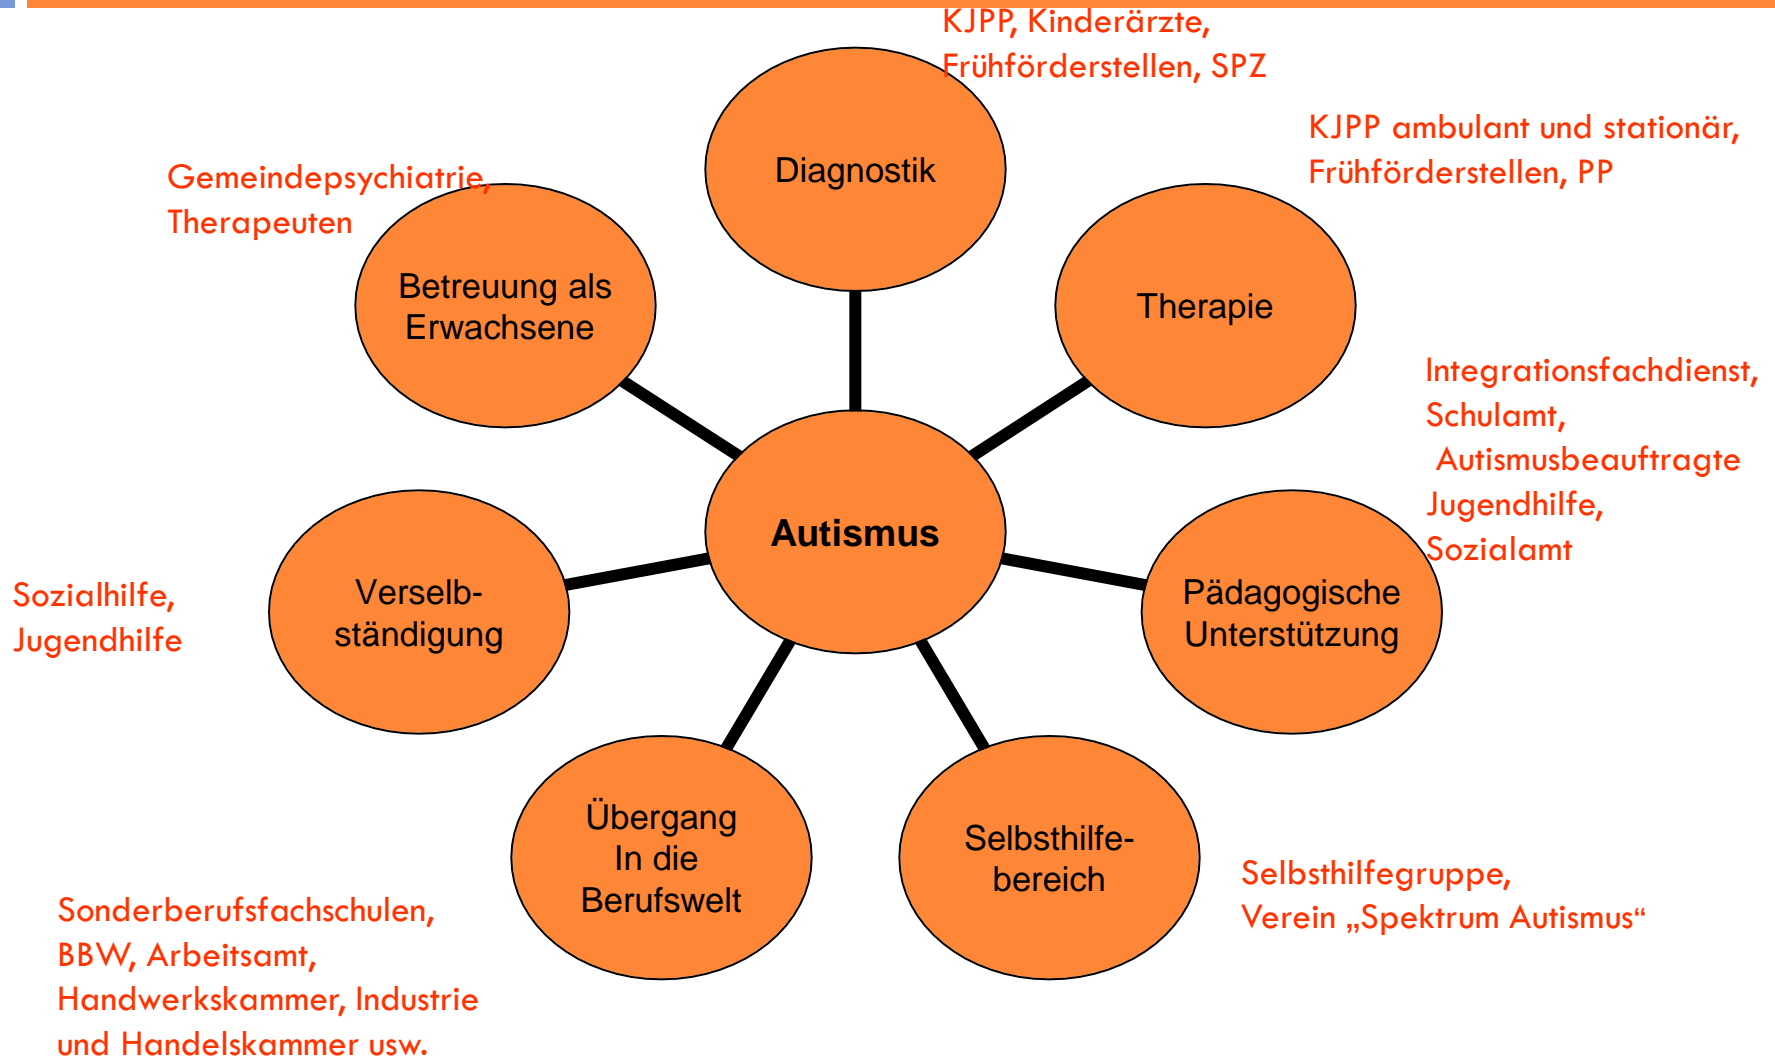 KJPP, Kinderärzte,
Frühförderstellen, SPZ
Diagnostik
KJPP ambulant und stationär,
Frühförderstellen, PP
Therapie
Gemeindepsychiatrie,
Therapeuten
Betreuung als
Erwachsene
Autismus
Integrationsfachdienst,
Schulamt,
Autismusbeauftragte
Jugendhilfe,
Sozialamt
Pädagogische
Unterstützung
Sozialhilfe,
Jugendhilfe
Verselb-
ständigung
Übergang
In die
Berufswelt
Sonderberufsfachschulen,
BBW, Arbeitsamt,
Handwerkskammer, Industrie
und Handelskammer usw.
Selbsthilfe-
bereich
Selbsthilfegruppe,
Verein „Spektrum Autismus“